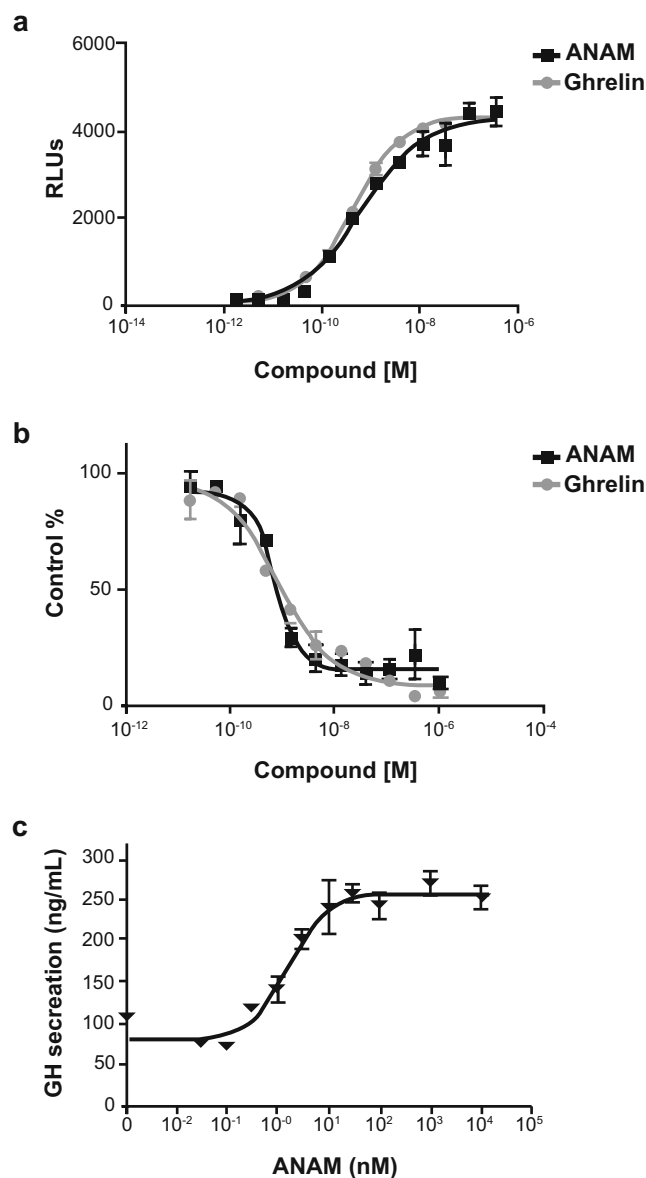 a
6000
4000
2000
0
RLUs
10⁻¹⁴ 10⁻¹² 10⁻¹⁰ 10⁻⁸ 10⁻⁶
Compound [M]
ANAM
Ghrelin
b
100
50
0
Control %
10⁻¹² 10⁻¹⁰ 10⁻⁸ 10⁻⁶ 10⁻⁴
Compound [M]
ANAM
Ghrelin
c
300
250
200
150
100
50
0
GH secreation (ng/mL)
0 10⁻² 10⁻¹ 10⁻⁰ 10¹ 10² 10³ 10⁴ 10⁵
ANAM (nM)